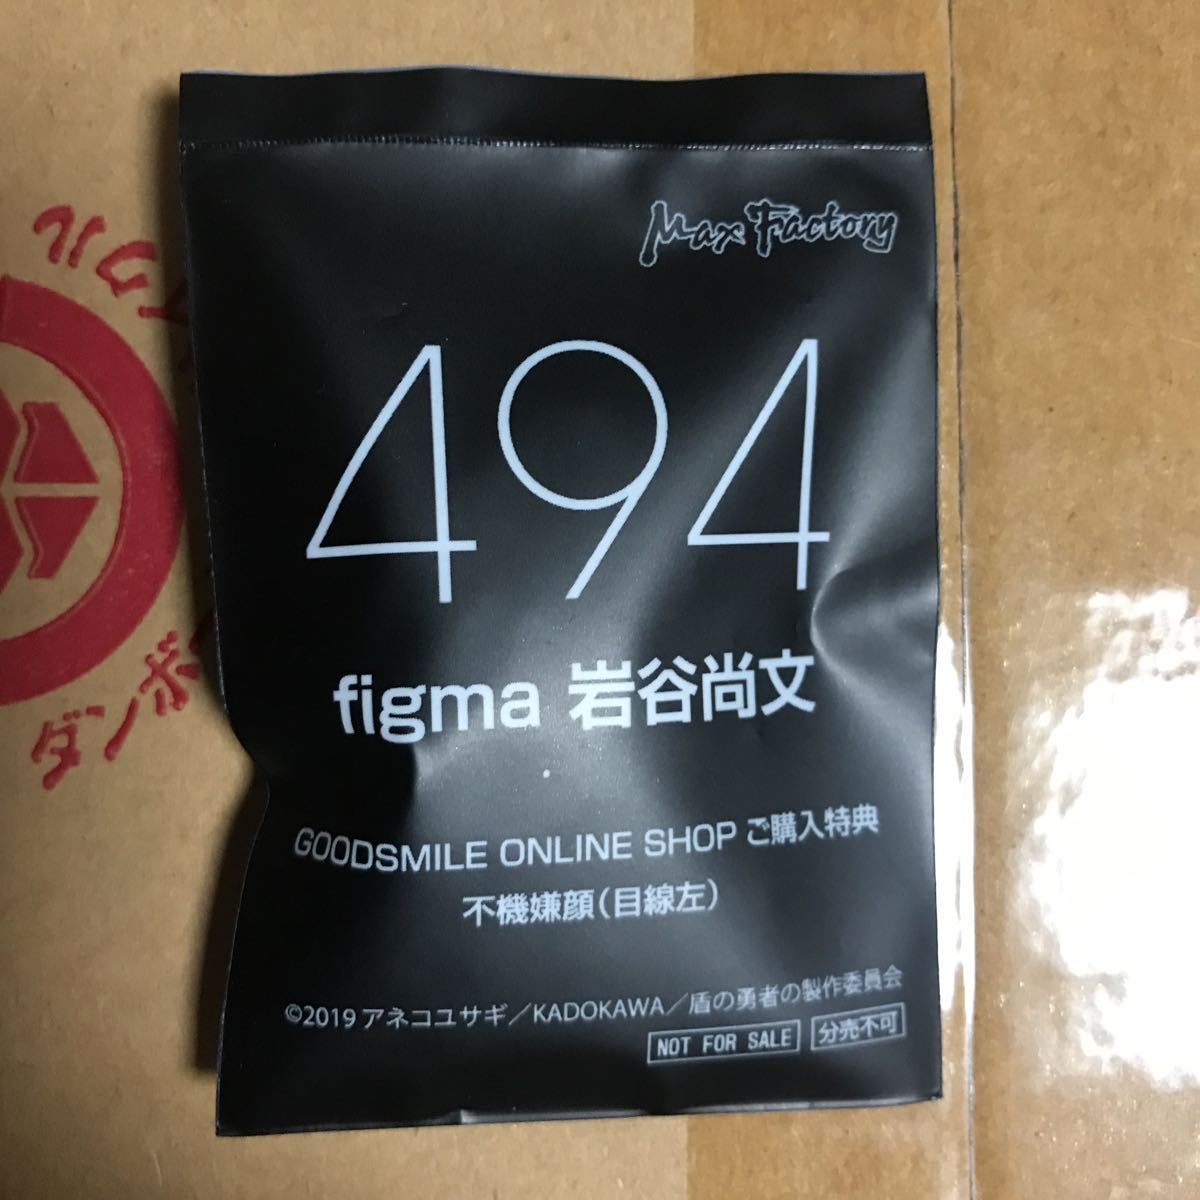 Max Factory
494
figma 岩谷尚文
GOODSMILE ONLINE SHOP ご購入特典
不機嫌顔(目線左)
©2019 アネコユサギ/KADOKAWA/盾の勇者の製作委員会
NOT FOR SALE 分売不可
ダンボ